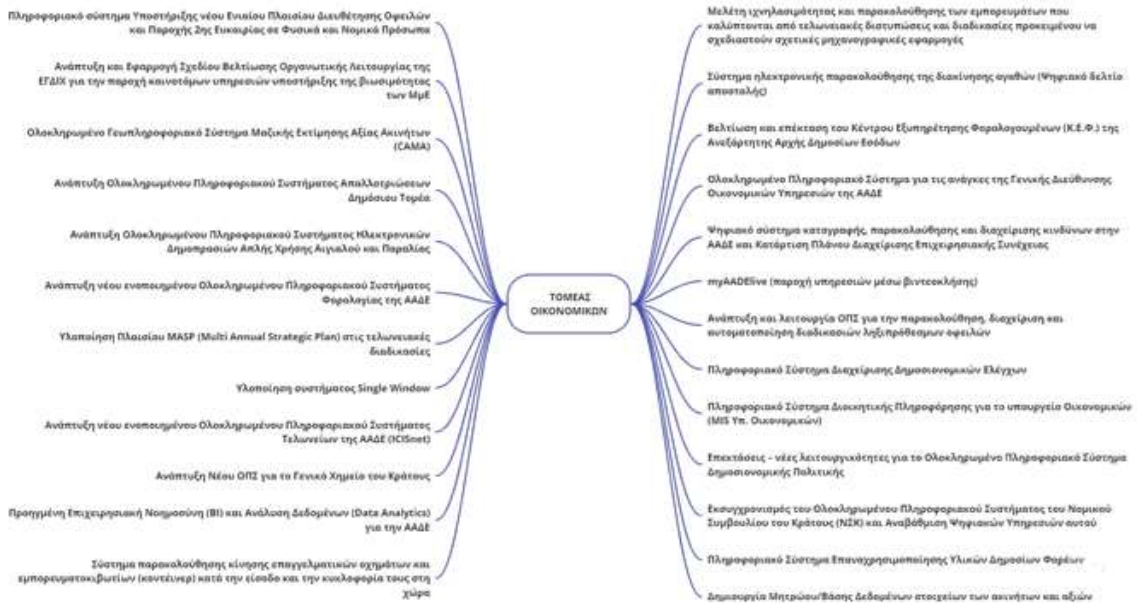 Πληροφοριακό σύστημα Υποστήριξης νέου Ενιαίου Πλαισίου Διευθέτησης Οφειλών
και Παροχής 2ης Ευκαιρίας σε Φυσικά και Νομικά Πρόσωπα
Ανάπτυξη και Εφαρμογή Σχεδίου Βελτίωσης Οργανωτικής Λειτουργίας της
ΕΓΔΙΧ για την παροχή καινοτόμων υπηρεσιών υποστήριξης της βιωσιμότητας
των ΜμΕ
Ολοκληρωμένο Γεωπληροφοριακό Σύστημα Μαζικής Εκτίμησης Αξίας Ακινήτων
(CAMA)
Ανάπτυξη Ολοκληρωμένου Πληροφοριακού Συστήματος Απαλλοτριώσεων
Δημόσιου Τομέα
Ανάπτυξη Ολοκληρωμένου Πληροφοριακού Συστήματος Ηλεκτρονικών
Δημοπρασιών Απλής Χρήσης Αιγιαλού και Παραλίας
Ανάπτυξη νέου ενοποιημένου Ολοκληρωμένου Πληροφοριακού Συστήματος
Φορολογίας της ΑΑΔΕ
Υλοποίηση Πλαισίου MASP (Multi Annual Strategic Plan) στις τελωνειακές
διαδικασίες
Υλοποίηση συστήματος Single Window
Ανάπτυξη νέου ενοποιημένου Ολοκληρωμένου Πληροφοριακού Συστήματος
Τελωνείων της ΑΑΔΕ (ICISnet)
Ανάπτυξη Νέου ΟΠΣ για το Γενικό Χημείο του Κράτους
Προηγμένη Επιχειρησιακή Νοημοσύνη (BI) και Ανάλυση Δεδομένων (Data Analytics)
για την ΑΑΔΕ
Σύστημα παρακολούθησης κίνησης επαγγελματικών οχημάτων και
εμπορευματοκιβωτίων (κοντέινερ) κατά την είσοδο και την κυκλοφορία τους στη
χώρα
ΤΟΜΕΑΣ
ΟΙΚΟΝΟΜΙΚΩΝ
Μελέτη ιχνηλασιμότητας και παρακολούθησης των εμπορευμάτων που
καλύπτονται από τελωνειακές διατυπώσεις και διαδικασίες προκειμένου να
σχεδιαστούν σχετικές μηχανογραφικές εφαρμογές
Σύστημα ηλεκτρονικής παρακολούθησης της διακίνησης αγαθών (Ψηφιακό δελτίο
αποστολής)
Βελτίωση και επέκταση του Κέντρου Εξυπηρέτησης Φορολογουμένων (Κ.Ε.Φ.) της
Ανεξάρτητης Αρχής Δημοσίων Εσόδων
Ολοκληρωμένο Πληροφοριακό Σύστημα για τις ανάγκες της Γενικής Διεύθυνσης
Οικονομικών Υπηρεσιών της ΑΑΔΕ
Ψηφιακό σύστημα καταγραφής, παρακολούθησης και διαχείρισης κινδύνων στην
ΑΑΔΕ και Κατάρτιση Πλάνου Διαχείρισης Επιχειρησιακής Συνέχειας
myAADElive (παροχή υπηρεσιών μέσω βιντεοκλήσης)
Ανάπτυξη και λειτουργία ΟΠΣ για την παρακολούθηση, διαχείριση και
αυτοματοποίηση διαδικασιών ληξιπρόθεσμων οφειλών
Πληροφοριακό Σύστημα Διαχείρισης Δημοσιονομικών Ελέγχων
Πληροφοριακό Σύστημα Διοικητικής Πληροφόρησης για το υπουργείο Οικονομικών
(MIS Υπ. Οικονομικών)
Επεκτάσεις – νέες λειτουργικότητες για το Ολοκληρωμένο Πληροφοριακό Σύστημα
Δημοσιονομικής Πολιτικής
Εκσυγχρονισμός του Ολοκληρωμένου Πληροφοριακού Συστήματος του Νομικού
Συμβουλίου του Κράτους (ΝΣΚ) και Αναβάθμιση Ψηφιακών Υπηρεσιών αυτού
Πληροφοριακό Σύστημα Επαναχρησιμοποίησης Υλικών Δημοσίων Φορέων
Δημιουργία Μητρώου/Βάσης Δεδομένων στοιχείων των ακινήτων και αξιών